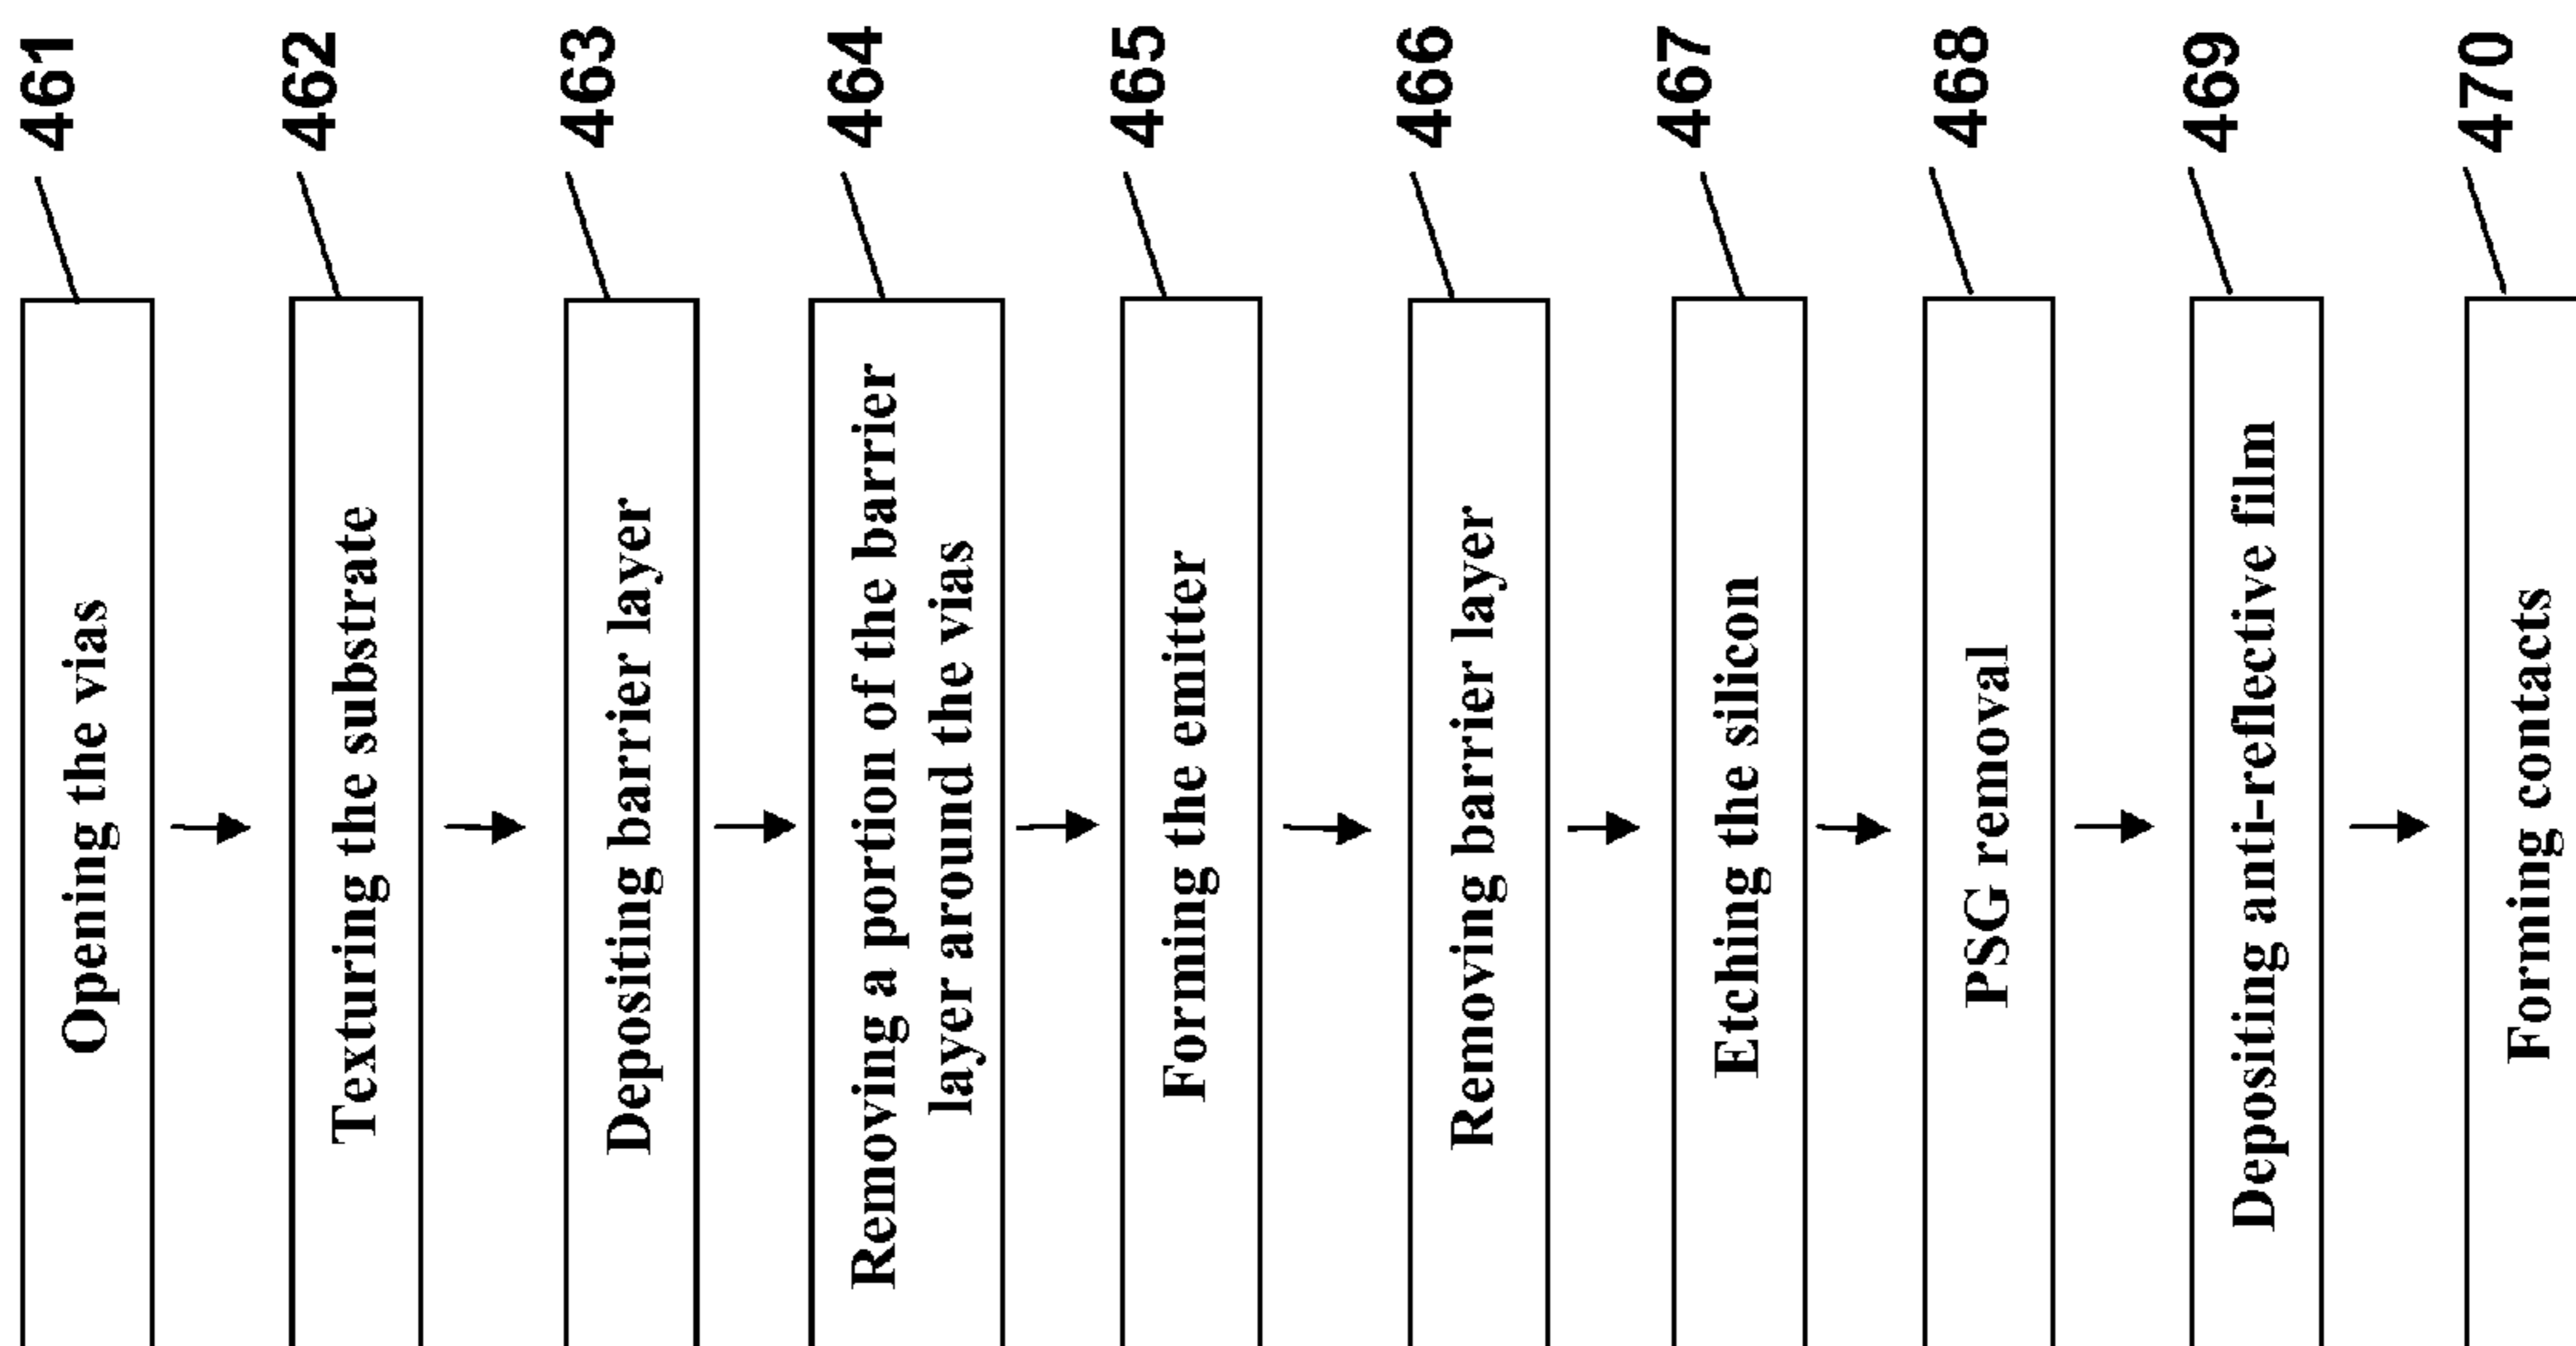 Opening the vias
461
Texturing the substrate
462
Depositing barrier layer
463
Removing a portion of the barrier
layer around the vias
464
Forming the emitter
465
Removing barrier layer
466
Etching the silicon
467
PSG removal
468
Depositing anti-reflective film
469
Forming contacts
470